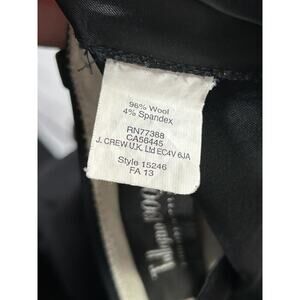 96% Wool
4% Spandex
RN77388
CA56445
J. CREW U.K. Ltd EC4V 6JA
Style 15246
FA 13